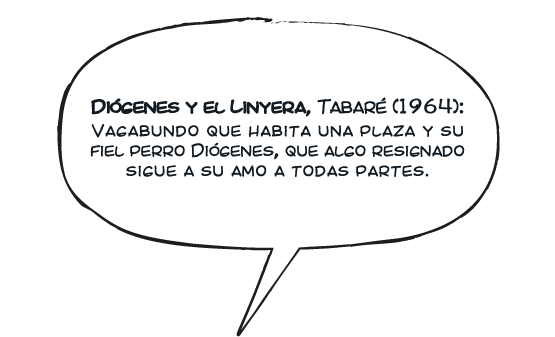 Diógenes y el Linyera, Tabaré (1964):
Vagabundo que habita una plaza y su
fiel perro Diógenes, que algo resignado
sigue a su amo a todas partes.